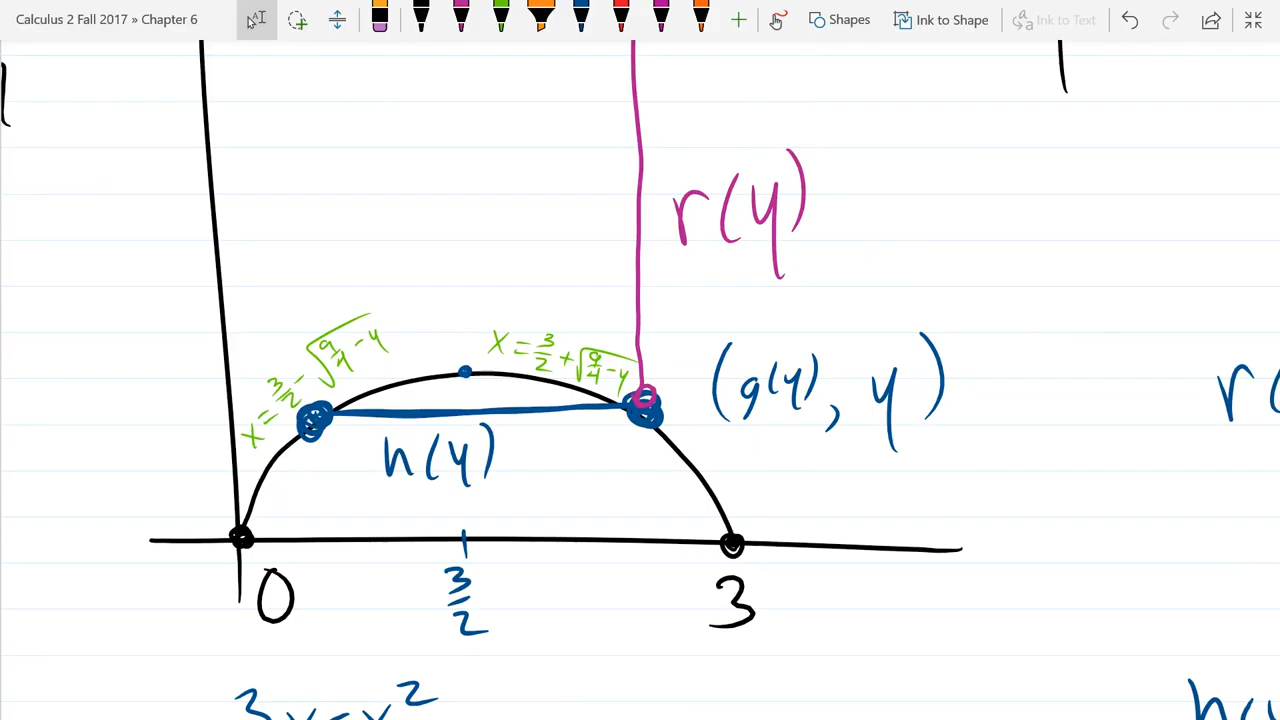 Calculus 2 Fall 2017 » Chapter 6
Shapes
Ink to Shape
Ink to Text
r(y)
x = 3/2 - √(9/4 - y)
x = 3/2 + √(9/4 - y)
(g(y), y)
r(
h(y)
0
3/2
3
3x - x²
h(y